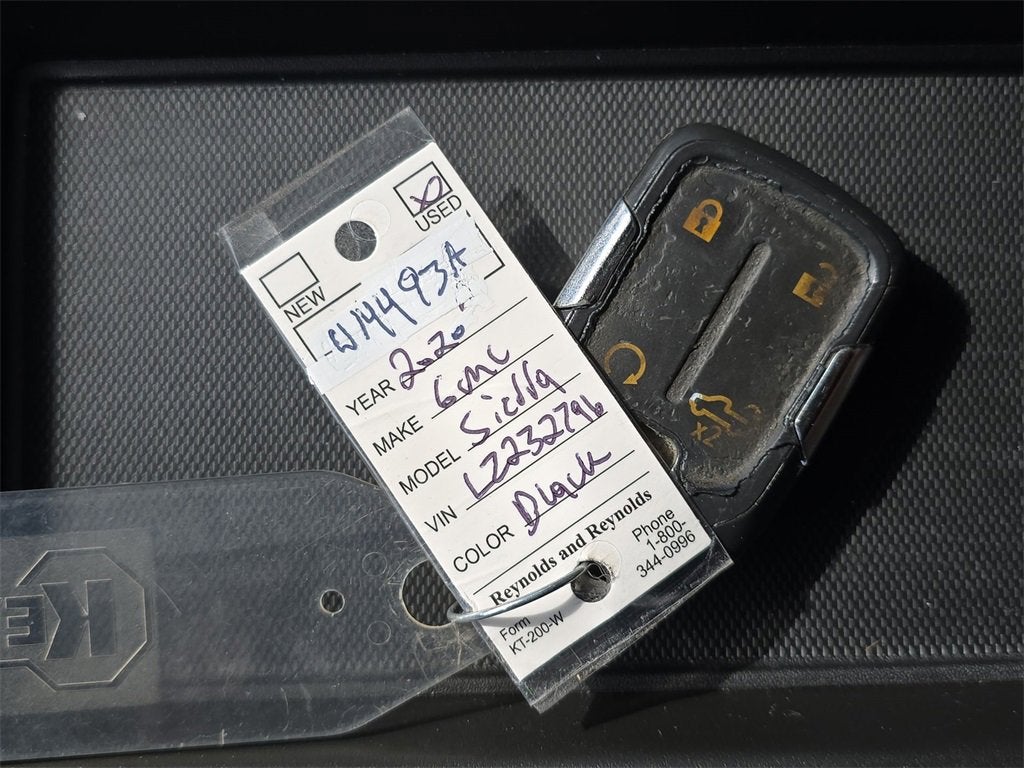 USED
NEW
W14493A
YEAR 2020
MAKE GMC
MODEL Sierra
VIN LZ232796
COLOR Black
Reynolds and Reynolds
Phone
1-800-
344-0996
Form
KT-200-W
KE